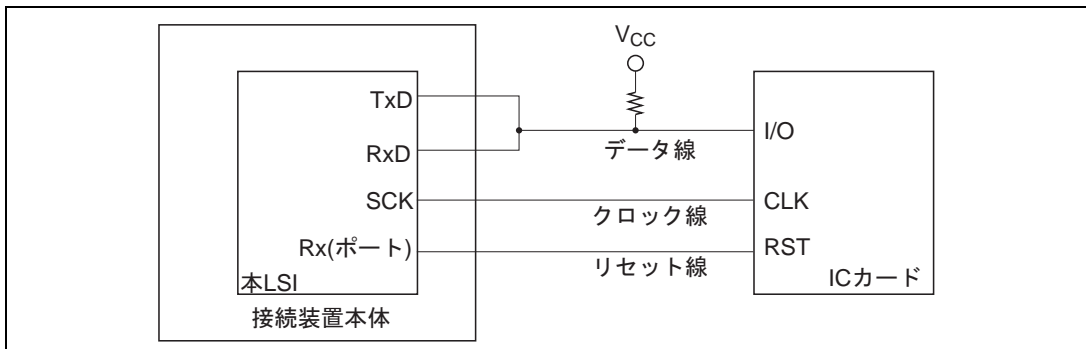 VCC
TxD
RxD
I/O
データ線
SCK
クロック線
CLK
Rx(ポート)
リセット線
RST
本LSI
ICカード
接続装置本体